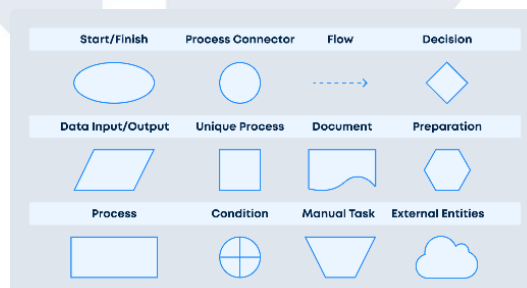 Start/Finish Process Connector Flow Decision
Data Input/Output Unique Process Document Preparation
Process Condition Manual Task External Entities